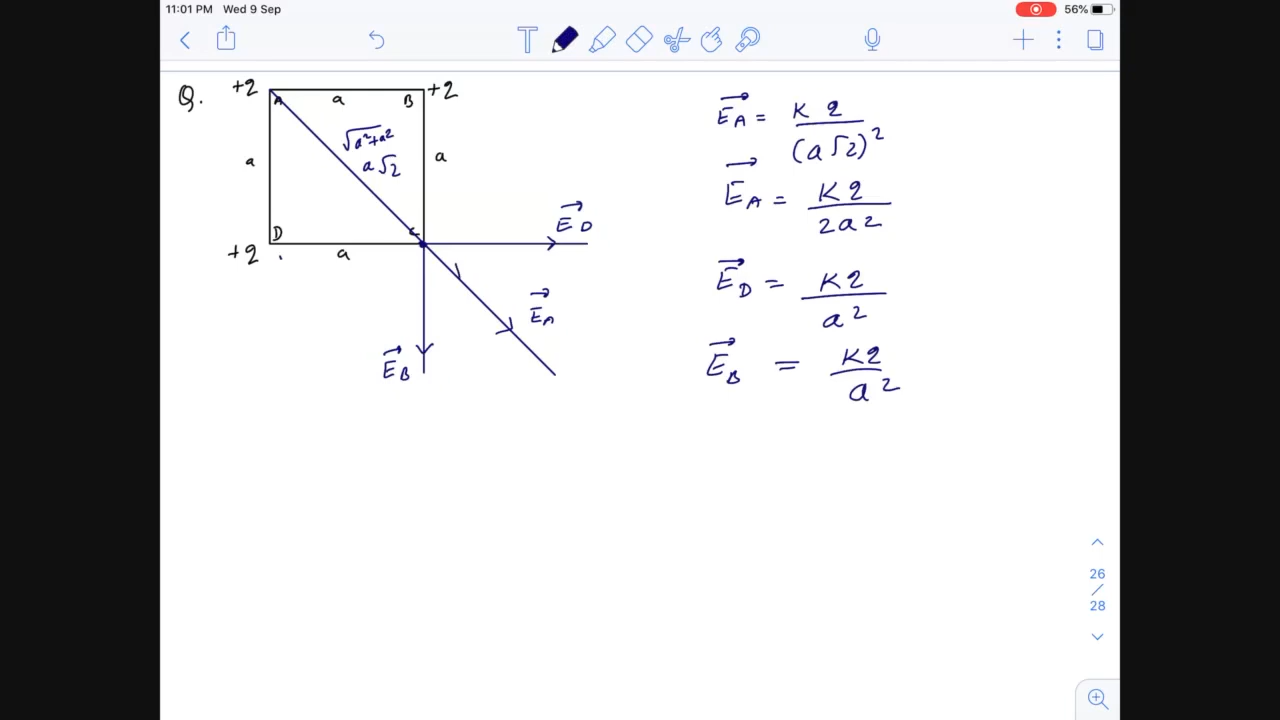 11:01 PM Wed 9 Sep 56%
T
Q. +2 A a B +2
√a²+a²
a√2
a a
D C
+2 a
E⃗D
E⃗A
E⃗B
E⃗A = K2/(a√2)²
E⃗A = K2/2a²
E⃗D = K2/a²
E⃗B = K2/a²
26
/
28